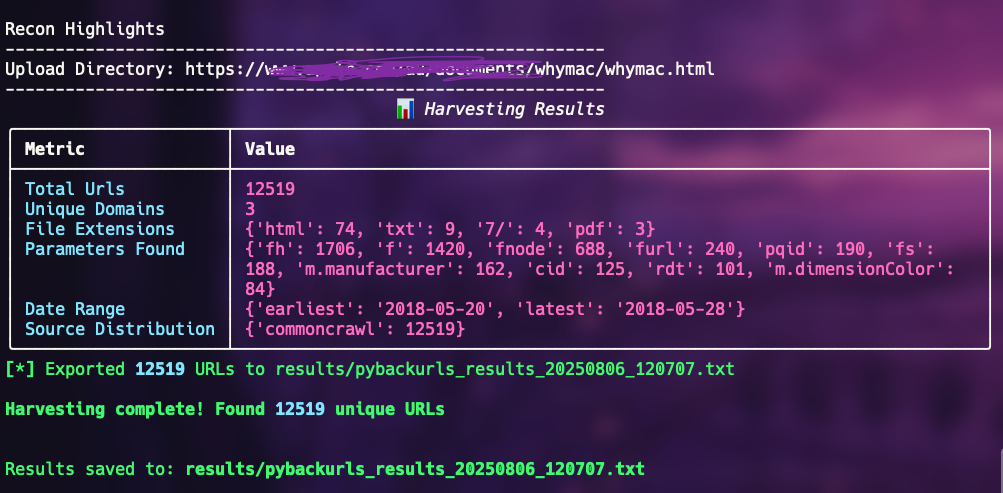 Recon Highlights
------------------------------------------------------------
Upload Directory: https:// /whymac/whymac.html
------------------------------------------------------------
📊 Harvesting Results
Metric Value
Total Urls 12519
Unique Domains 3
File Extensions {'html': 74, 'txt': 9, '7/': 4, 'pdf': 3}
Parameters Found {'fh': 1706, 'f': 1420, 'fnode': 688, 'furl': 240, 'pqid': 190, 'fs':
188, 'm.manufacturer': 162, 'cid': 125, 'rdt': 101, 'm.dimensionColor':
84}
Date Range {'earliest': '2018-05-20', 'latest': '2018-05-28'}
Source Distribution {'commoncrawl': 12519}
[*] Exported 12519 URLs to results/pybackurls_results_20250806_120707.txt
Harvesting complete! Found 12519 unique URLs
Results saved to: results/pybackurls_results_20250806_120707.txt